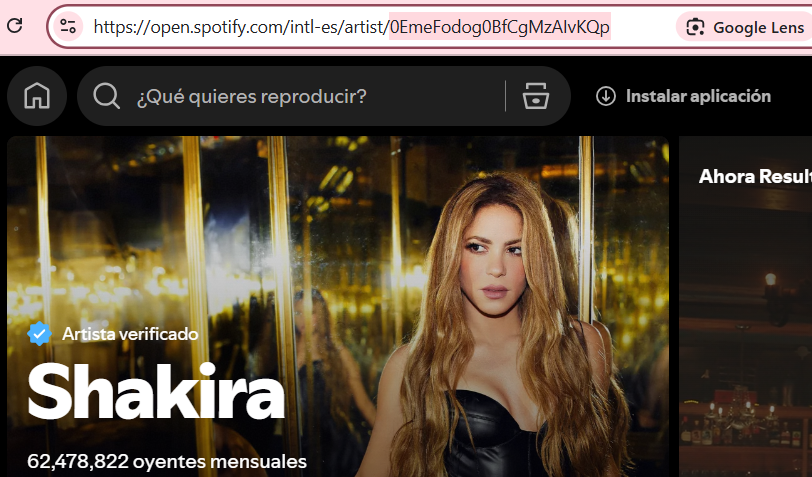 https://open.spotify.com/intl-es/artist/0EmeFodog0BfCgMzAIvKQp
Google Lens
¿Qué quieres reproducir?
Instalar aplicación
Ahora Result
Artista verificado
Shakira
62,478,822 oyentes mensuales